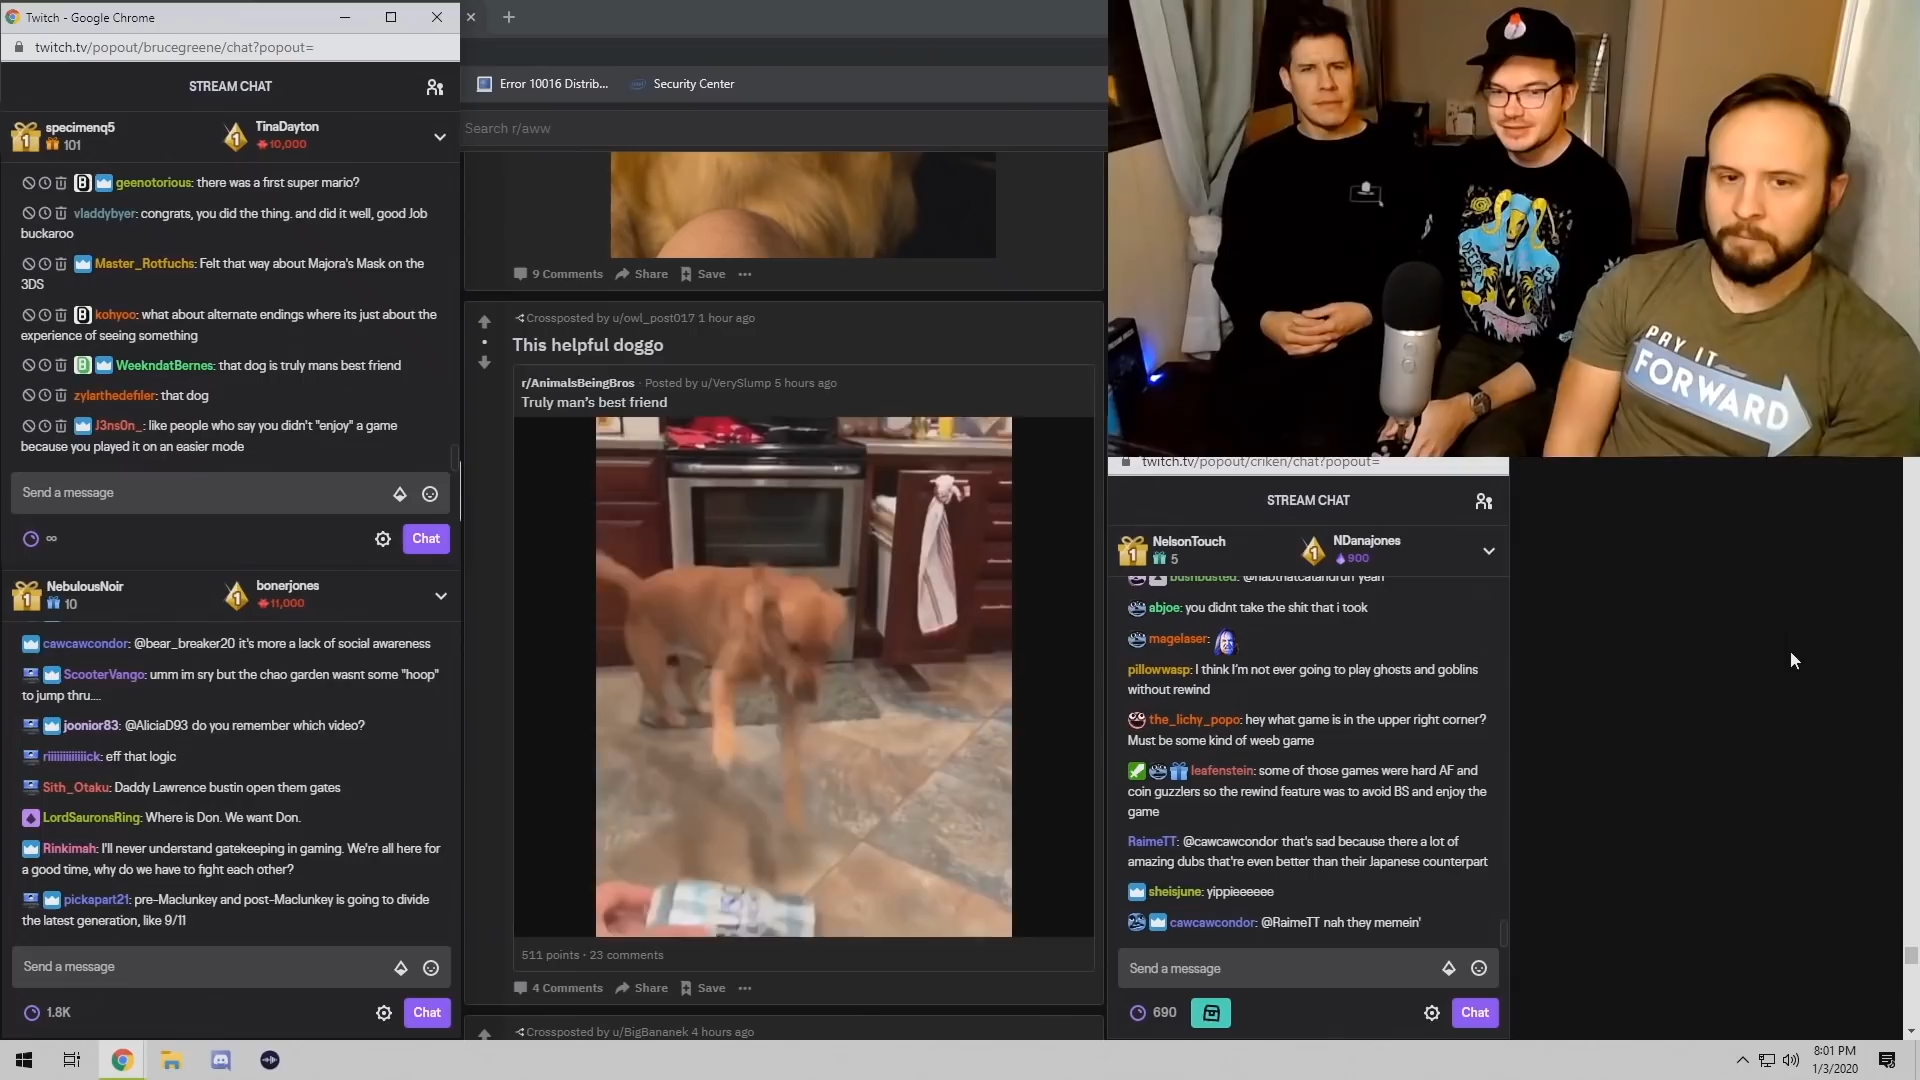 Twitch - Google Chrome
twitch.tv/popout/brucegreene/chat?popout=
STREAM CHAT
specimenq5
101
TinaDayton
10,000
geenotorious: there was a first super mario?
vladdybyer: congrats, you did the thing. and did it well, good Job
buckaroo
Master_Rotfuchs: Felt that way about Majora's Mask on the
3DS
kohyoo: what about alternate endings where its just about the
experience of seeing something
WeekndatBernes: that dog is truly mans best friend
zylarthedefiler: that dog
J3ns0n_: like people who say you didn't "enjoy" a game
because you played it on an easier mode
Send a message
∞
Chat
NebulousNoir
10
bonerjones
11,000
cawcawcondor: @bear_breaker20 it's more a lack of social awareness
ScooterVango: umm im sry but the chao garden wasnt some "hoop"
to jump thru....
joonior83: @AliciaD93 do you remember which video?
eff that logic
Sith_Otaku: Daddy Lawrence bustin open them gates
LordSauronsRing: Where is Don. We want Don.
Rinkimah: I'll never understand gatekeeping in gaming. We're all here for
a good time, why do we have to fight each other?
pickapart21: pre-Maclunkey and post-Maclunkey is going to divide
the latest generation, like 9/11
Send a message
1.8K
Chat
Error 10016 Distrib...
Security Center
Search r/aww
9 Comments Share Save
Crossposted by u/owl_post017 1 hour ago
This helpful doggo
r/AnimalsBeingBros · Posted by u/VerySlump 5 hours ago
Truly man's best friend
511 points · 23 comments
4 Comments Share Save
Crossposted by u/BigBananek 4 hours ago
PAY IT
FORWARD
twitch.tv/popout/criken/chat?popout=
STREAM CHAT
NelsonTouch
5
NDanajones
900
abjoe: you didnt take the shit that i took
magelaser:
pillowwasp: I think I'm not ever going to play ghosts and goblins
without rewind
the_lichy_popo: hey what game is in the upper right corner?
Must be some kind of weeb game
leafenstein: some of those games were hard AF and
coin guzzlers so the rewind feature was to avoid BS and enjoy the
game
RaimeTT: @cawcawcondor that's sad because there a lot of
amazing dubs that're even better than their Japanese counterpart
sheisjune: yippieeeeee
cawcawcondor: @RaimeTT nah they memein'
Send a message
690
Chat
8:01 PM
1/3/2020